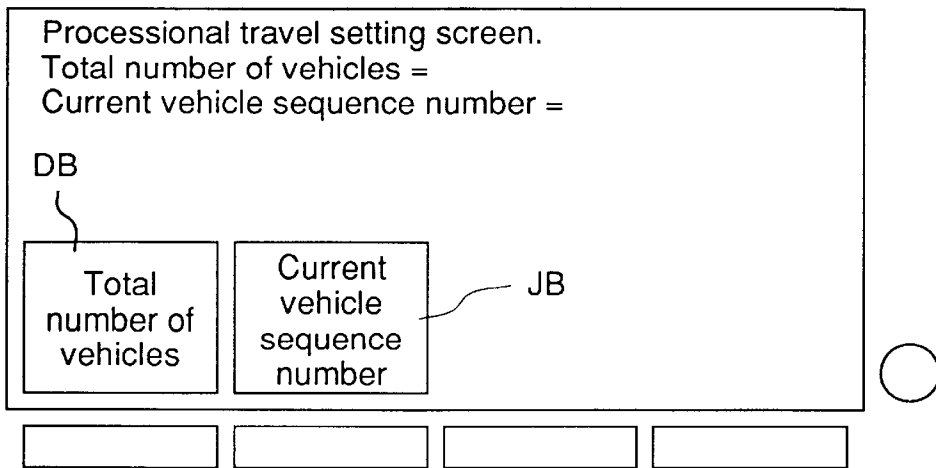 Processional travel setting screen.
Total number of vehicles =
Current vehicle sequence number =
DB
Total
number of
vehicles
Current
vehicle
sequence
number
JB